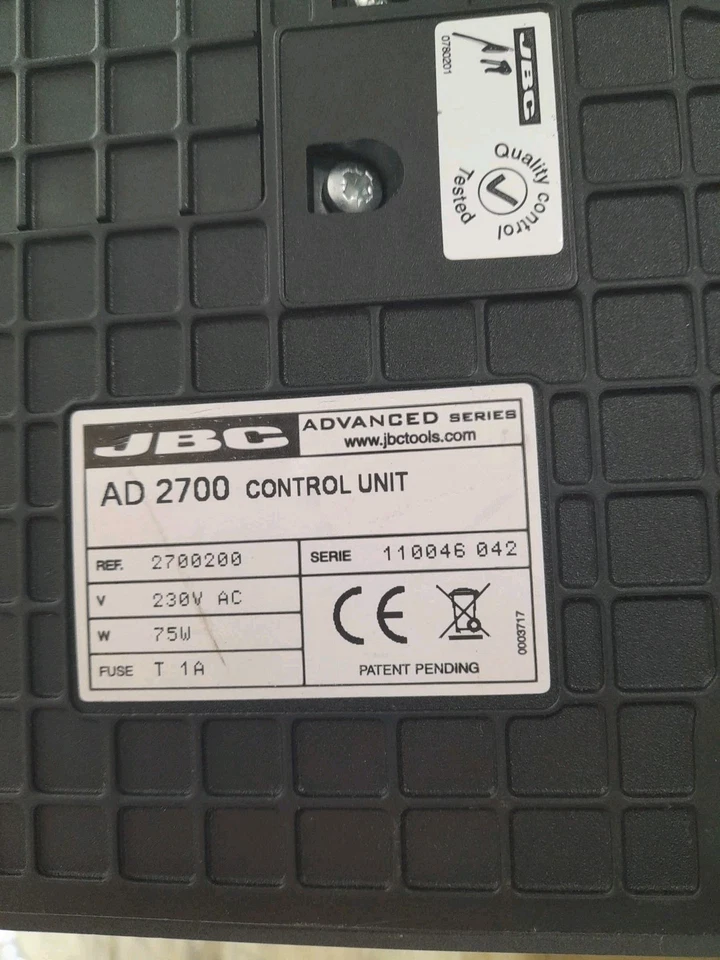 JBC
0780201
Quality control
Tested
JBC
ADVANCED SERIES
www.jbctools.com
AD 2700 CONTROL UNIT
REF. 2700200
SERIE 110046 042
V 230V AC
W 75W
FUSE T 1A
CE
PATENT PENDING
0003717